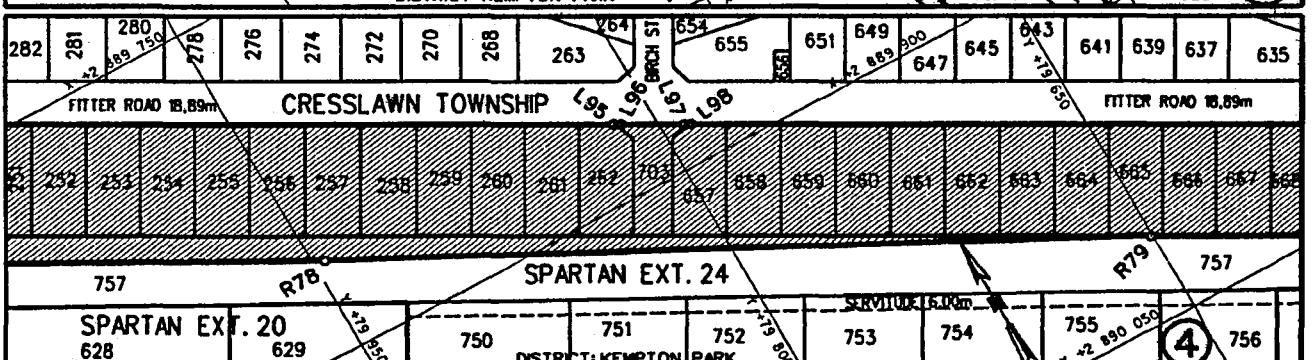 282 281 280 278 276 274 272 270 268 263 264 BIRCH ST 654 655 656 651 649 647 645 643 641 639 637 635
X +2 889 750
X +2 889 900
Y +79 650
FITTER ROAD 18,89m CRESSLAWN TOWNSHIP L95 L96 L97 L98 FITTER ROAD 18,89m
252 253 254 255 256 257 258 259 260 261 262 703 657 658 659 660 661 662 663 664 665 666 667 668
757 R78 SPARTAN EXT. 24 R79 757
SERVITUDE 6.00m
SPARTAN EXT. 20
628 629 750 751 752 753 754 755 756
Y +79 950
Y +79 800
X +2 890 050
4
DISTRICT: KEMPTON PARK